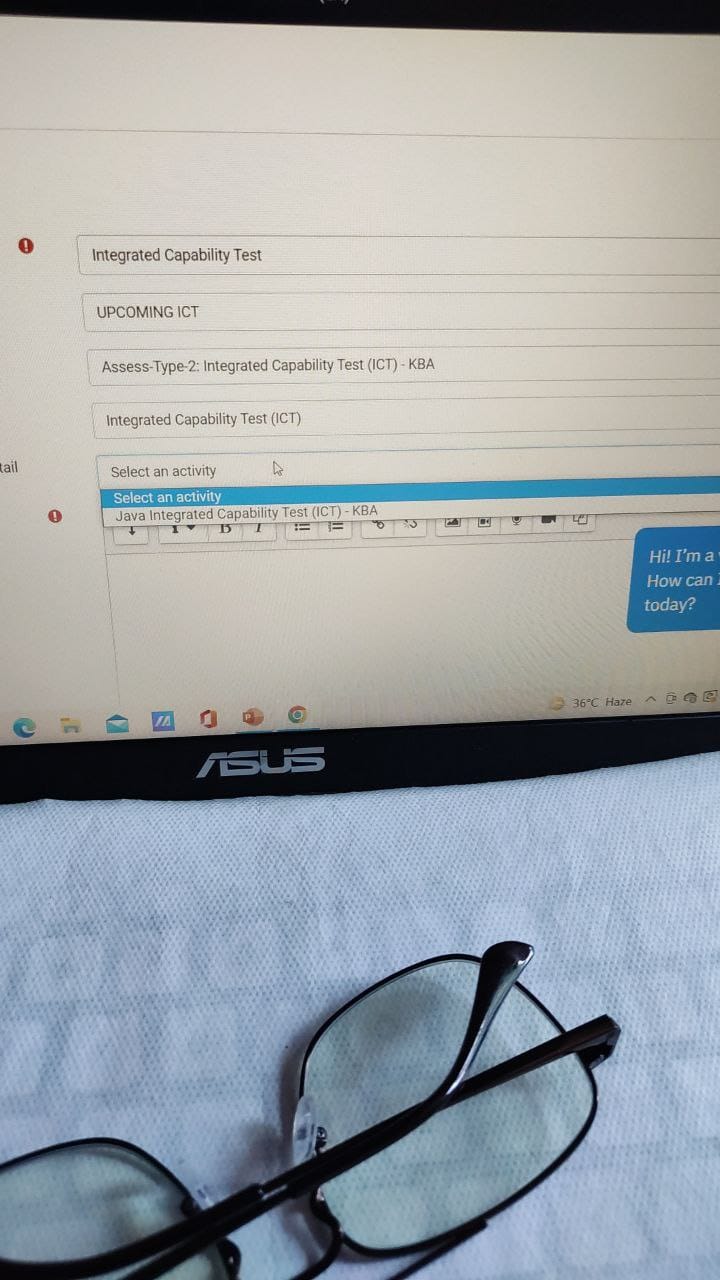 Integrated Capability Test
UPCOMING ICT
Assess-Type-2: Integrated Capability Test (ICT) - KBA
Integrated Capability Test (ICT)
tail
Select an activity
Select an activity
Java Integrated Capability Test (ICT) - KBA
B I
Hi! I'm a
How can
today?
36°C Haze
ASUS